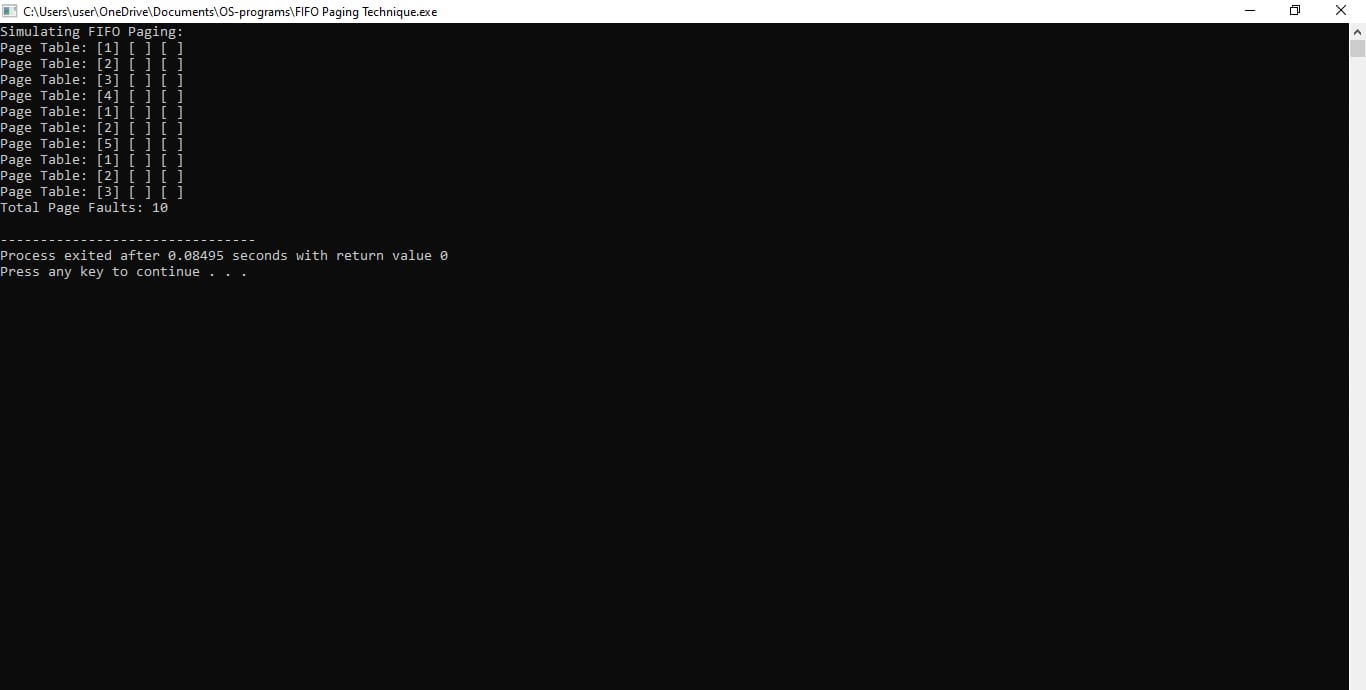 C:\Users\user\OneDrive\Documents\OS-programs\FIFO Paging Technique.exe
Simulating FIFO Paging:
Page Table: [1] [ ] [ ]
Page Table: [2] [ ] [ ]
Page Table: [3] [ ] [ ]
Page Table: [4] [ ] [ ]
Page Table: [1] [ ] [ ]
Page Table: [2] [ ] [ ]
Page Table: [5] [ ] [ ]
Page Table: [1] [ ] [ ]
Page Table: [2] [ ] [ ]
Page Table: [3] [ ] [ ]
Total Page Faults: 10
--------------------------------
Process exited after 0.08495 seconds with return value 0
Press any key to continue . . .